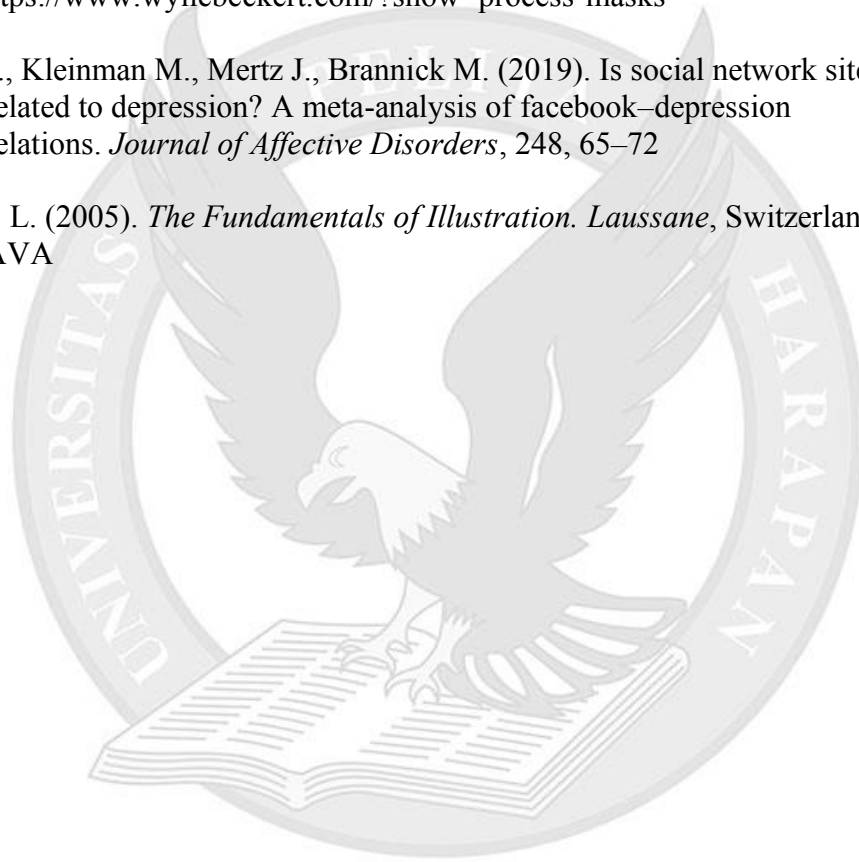 tps://www.wyliebeckert.com/?show=process-masks
., Kleinman M., Mertz J., Brannick M. (2019). Is social network site
elated to depression? A meta-analysis of facebook–depression
elations. Journal of Affective Disorders, 248, 65–72
L. (2005). The Fundamentals of Illustration. Laussane, Switzerlan
AVA
UNIVERSITAS
PELITA
HARAPAN